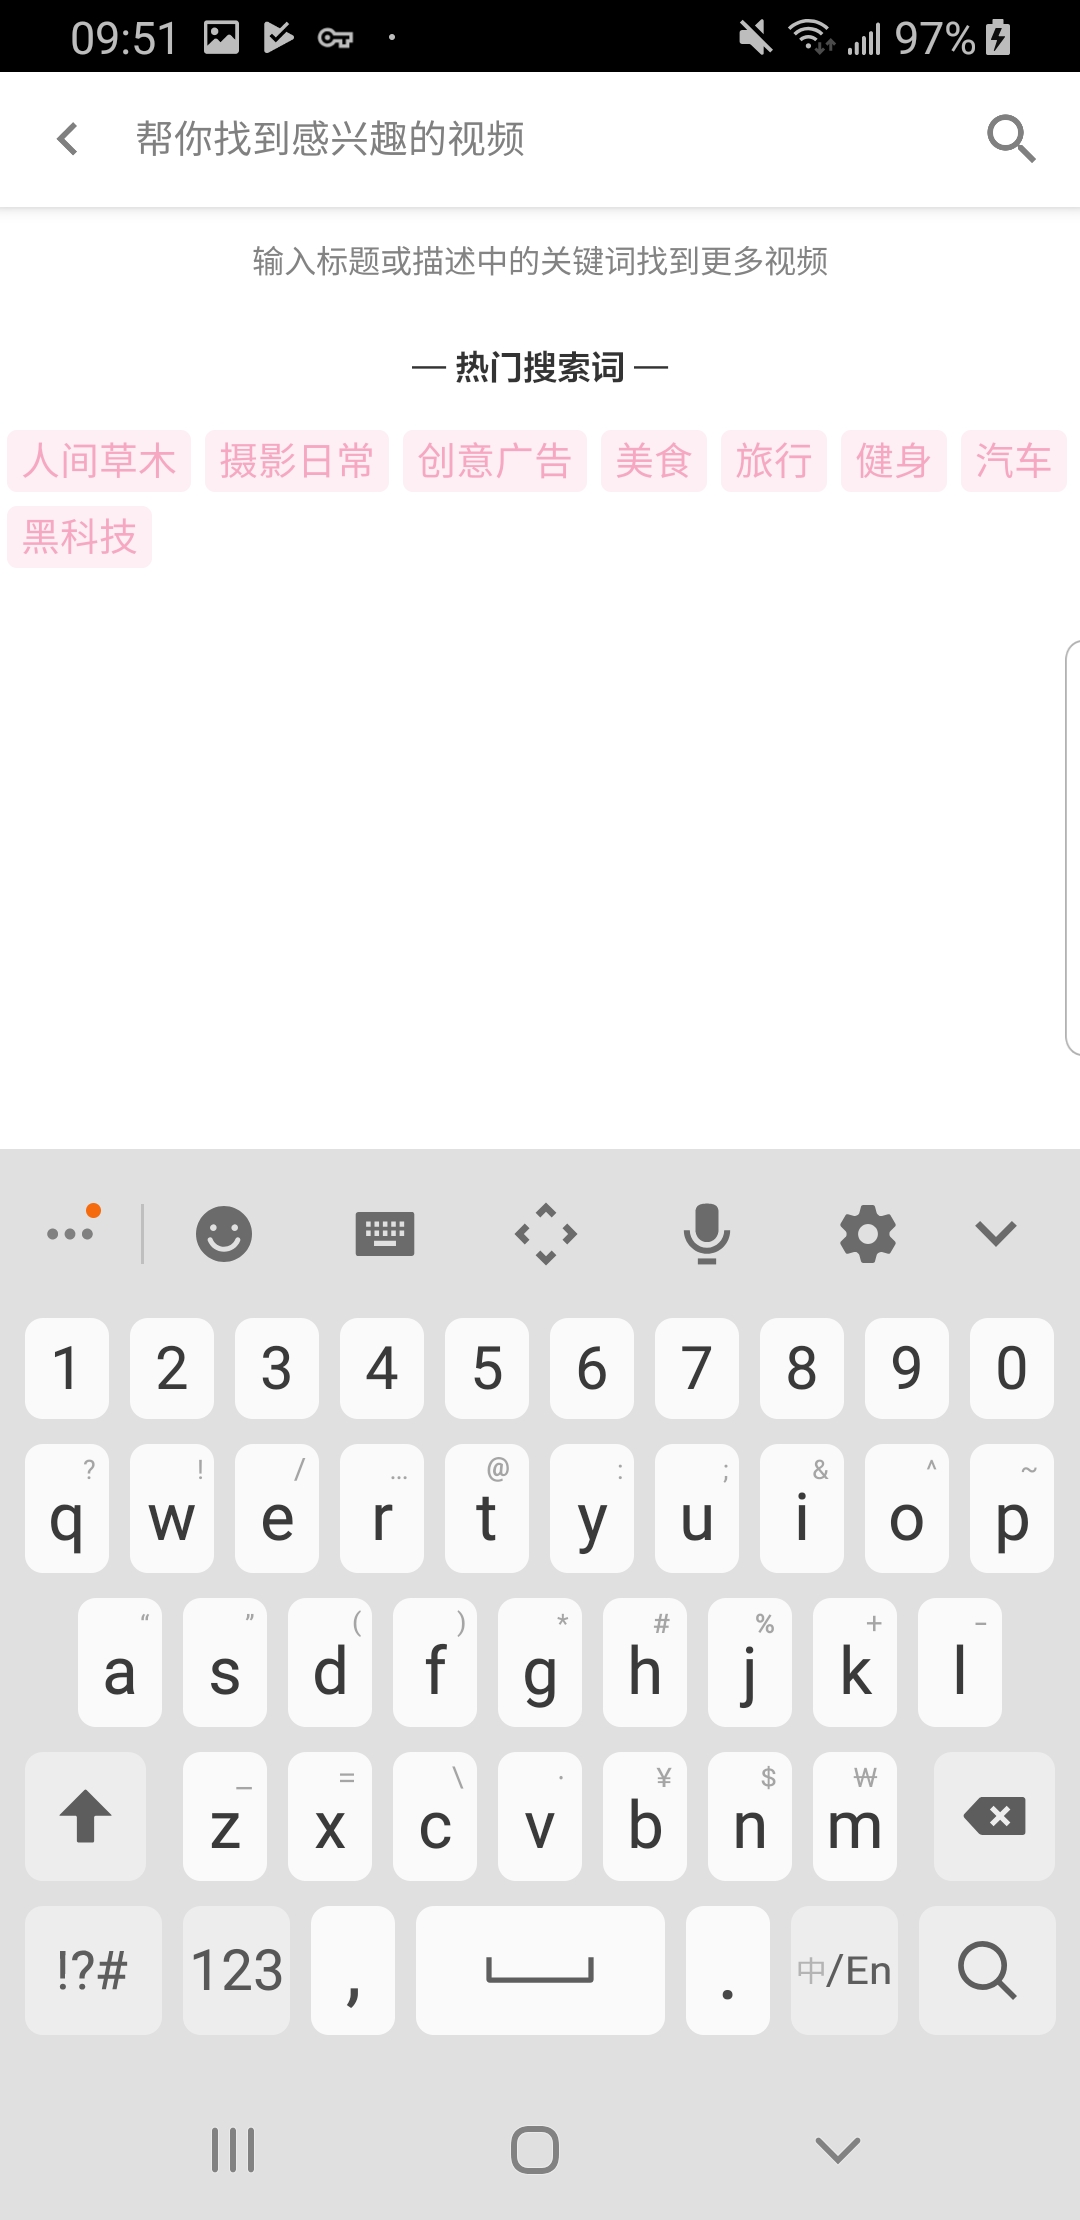 09:51 97%
帮你找到感兴趣的视频
输入标题或描述中的关键词找到更多视频
— 热门搜索词 —
人间草木 摄影日常 创意广告 美食 旅行 健身 汽车
黑科技
1 2 3 4 5 6 7 8 9 0
? ! / ... @ : ; & ^ ~
q w e r t y u i o p
“ ” ( ) * # % + -
a s d f g h j k l
_ = \ · ¥ $ ₩
z x c v b n m
!?# 123 , . 中/En